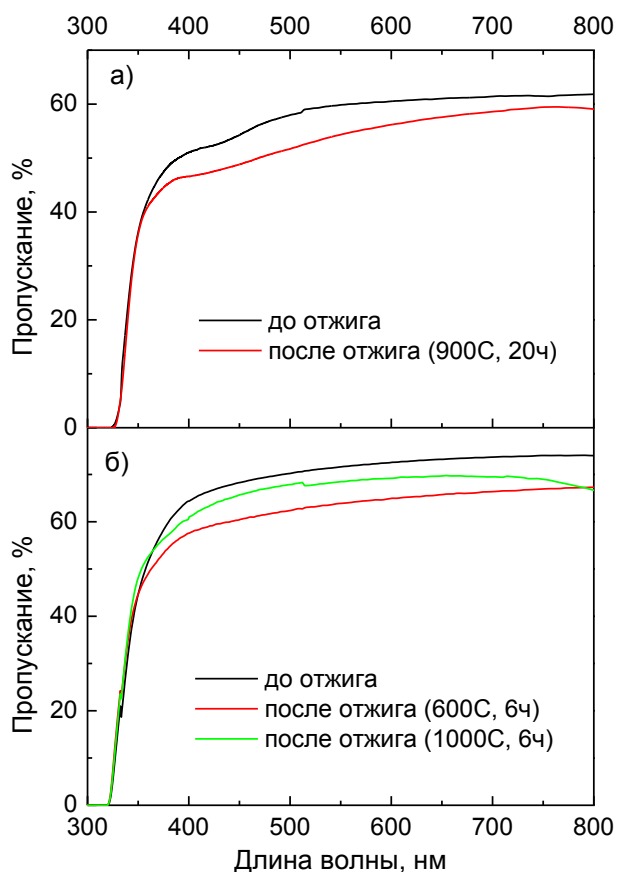 300 400 500 600 700 800
а)
Пропускание, %
60
40
20
0
до отжига
после отжига (900С, 20ч)
б)
Пропускание, %
60
40
20
0
до отжига
после отжига (600С, 6ч)
после отжига (1000С, 6ч)
300 400 500 600 700 800
Длина волны, нм